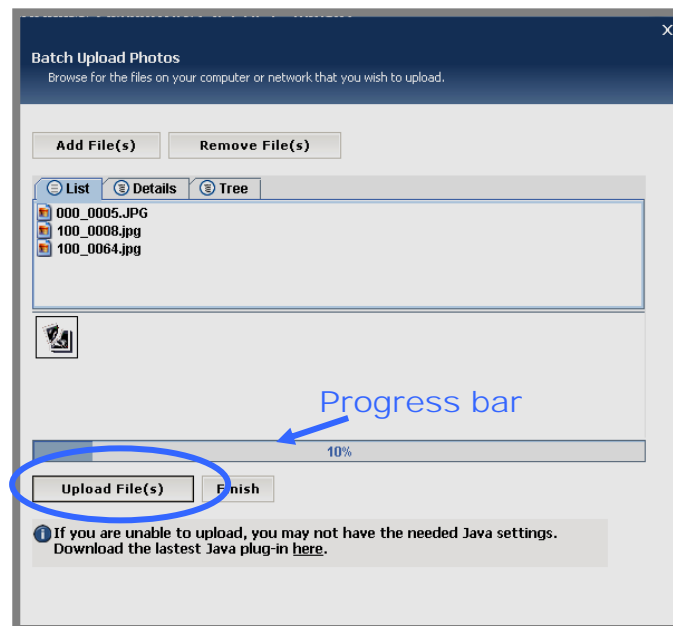 X
Batch Upload Photos
Browse for the files on your computer or network that you wish to upload.
Add File(s) Remove File(s)
List Details Tree
000_0005.JPG
100_0008.jpg
100_0064.jpg
Progress bar
10%
Upload File(s) Finish
If you are unable to upload, you may not have the needed Java settings.
Download the lastest Java plug-in here.